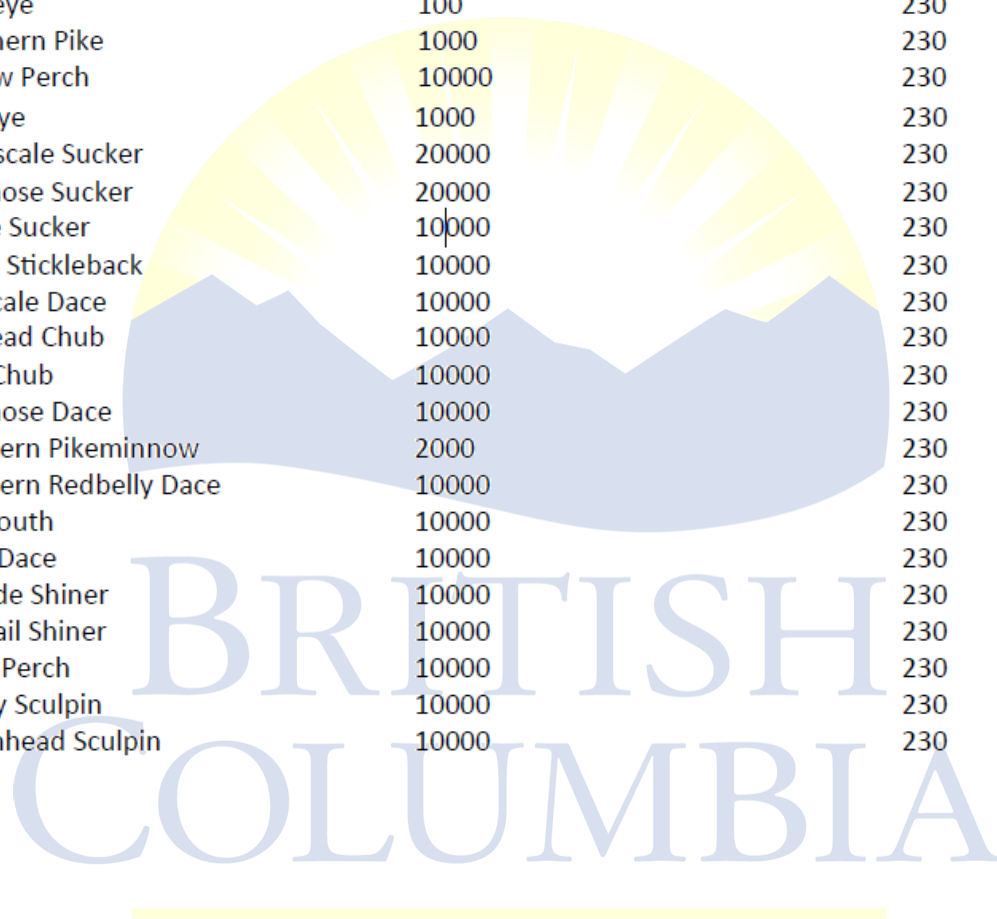 eye 100 230
hern Pike 1000 230
w Perch 10000 230
ye 1000 230
scale Sucker 20000 230
nose Sucker 20000 230
e Sucker 10000 230
Stickleback 10000 230
cale Dace 10000 230
ead Chub 10000 230
Chub 10000 230
nose Dace 10000 230
ern Pikeminnow 2000 230
ern Redbelly Dace 10000 230
outh 10000 230
Dace 10000 230
de Shiner 10000 230
ail Shiner 10000 230
Perch 10000 230
y Sculpin 10000 230
nhead Sculpin 10000 230
BRITISH
COLUMBIA